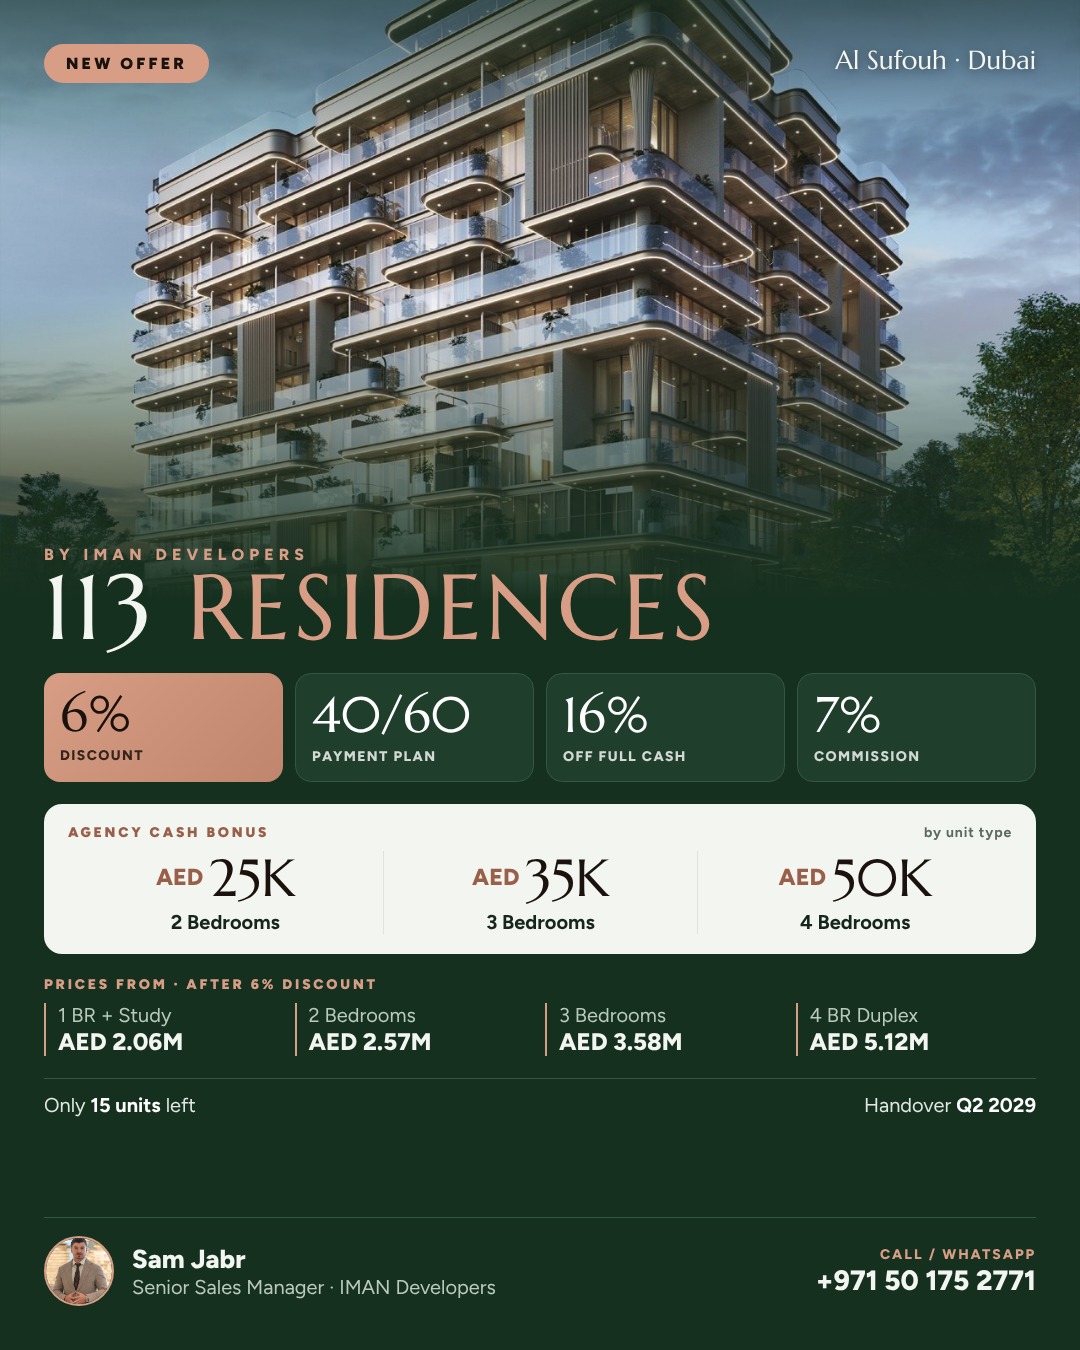 NEW OFFER
Al Sufouh · Dubai
BY IMAN DEVELOPERS
113 RESIDENCES
6%
DISCOUNT
40/60
PAYMENT PLAN
16%
OFF FULL CASH
7%
COMMISSION
AGENCY CASH BONUS
by unit type
AED 25K
2 Bedrooms
AED 35K
3 Bedrooms
AED 50K
4 Bedrooms
PRICES FROM · AFTER 6% DISCOUNT
1 BR + Study
AED 2.06M
2 Bedrooms
AED 2.57M
3 Bedrooms
AED 3.58M
4 BR Duplex
AED 5.12M
Only 15 units left
Handover Q2 2029
Sam Jabr
Senior Sales Manager · IMAN Developers
CALL / WHATSAPP
+971 50 175 2771